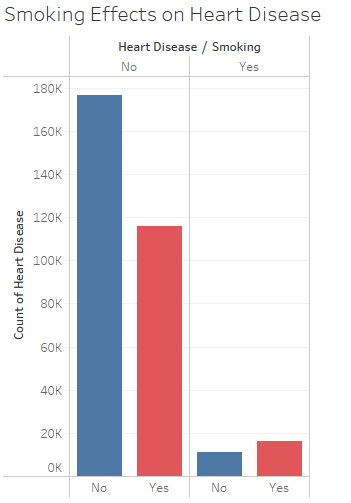 Smoking Effects on Heart Disease
Heart Disease / Smoking
No Yes
180K
160K
140K
120K
100K
80K
60K
40K
20K
0K
Count of Heart Disease
No Yes No Yes